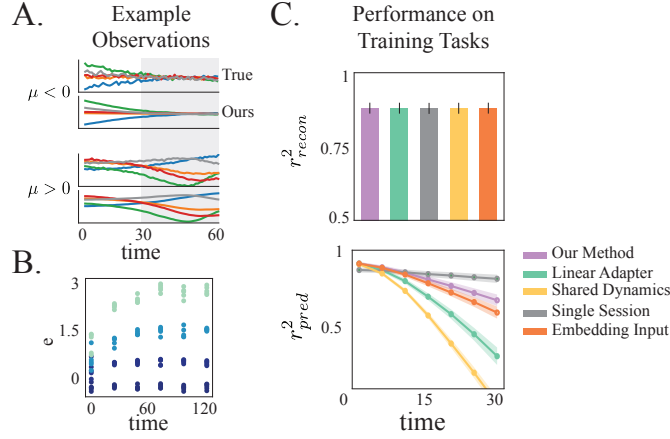 A.
Example
Observations
True
μ < 0
Ours
μ > 0
0 30 60
time
B.
3
1.5
0
e
0 60 120
time
C.
Performance on
Training Tasks
1
0.5
r²recon
1
0.5
r²pred
0 15 30
time
Our Method
Linear Adapter
Shared Dynamics
Single Session
Embedding Input